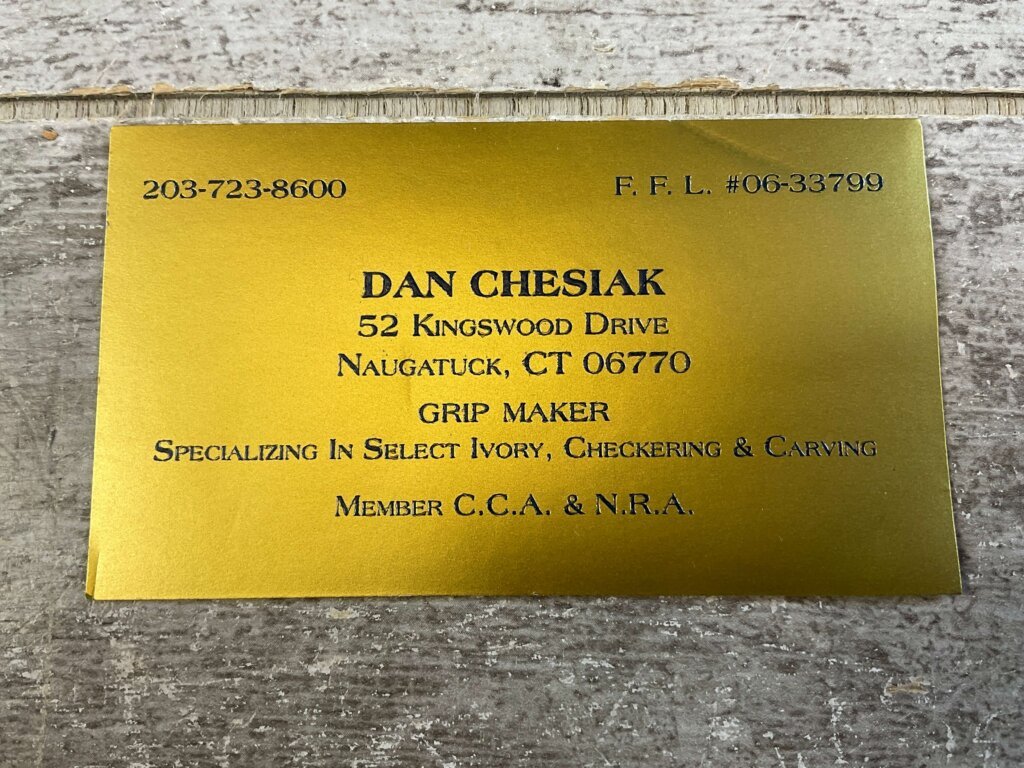 203-723-8600 F. F. L. #06-33799
DAN CHESIAK
52 KINGSWOOD DRIVE
NAUGATUCK, CT 06770
GRIP MAKER
SPECIALIZING IN SELECT IVORY, CHECKERING & CARVING
MEMBER C.C.A. & N.R.A.